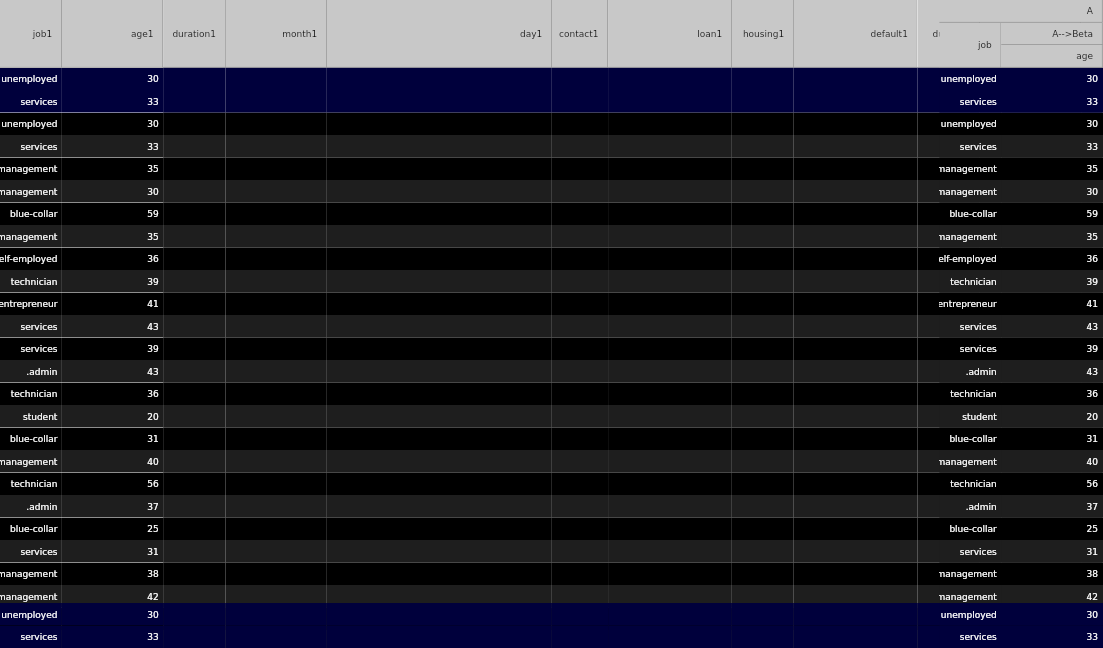 A
job1 age1 duration1 month1 day1 contact1 loan1 housing1 default1 job A-->Beta
age
unemployed 30 unemployed 30
services 33 services 33
unemployed 30 unemployed 30
services 33 services 33
management 35 management 35
management 30 management 30
blue-collar 59 blue-collar 59
management 35 management 35
elf-employed 36 elf-employed 36
technician 39 technician 39
entrepreneur 41 entrepreneur 41
services 43 services 43
services 39 services 39
.admin 43 .admin 43
technician 36 technician 36
student 20 student 20
blue-collar 31 blue-collar 31
management 40 management 40
technician 56 technician 56
.admin 37 .admin 37
blue-collar 25 blue-collar 25
services 31 services 31
management 38 management 38
management 42 management 42
unemployed 30 unemployed 30
services 33 services 33